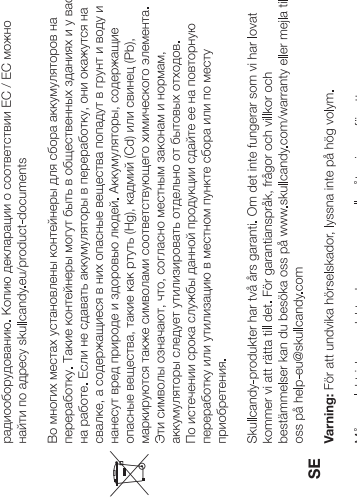 радиооборудованию. Копию декларации о соответствии ЕС / EC можно
найти по адресу skullcandy.eu/product-documents
Во многих местах установлены контейнеры для сбора аккумуляторов на
переработку. Такие контейнеры могут быть в общественных зданиях и у вас
на работе. Если не сдавать аккумуляторы в переработку, они окажутся на
свалке, а содержащиеся в них опасные вещества попадут в грунт и воду и
нанесут вред природе и здоровью людей. Аккумуляторы, содержащие
опасные вещества, такие как ртуть (Hg), кадмий (Cd) или свинец (Pb),
маркируются также символами соответствующего химического элемента.
Эти символы означают, что, согласно местным законам и нормам,
аккумуляторы следует утилизировать отдельно от бытовых отходов.
По истечении срока службы данной продукции сдайте ее на повторную
переработку или утилизацию в местном пункте сбора или по месту
приобретения.
Skullcandy-produkter har två års garanti. Om det inte fungerar som vi har lovat
kommer vi att rätta till det. För garantianspråk, frågor och villkor och
bestämmelser kan du besöka oss på www.skullcandy.com/warranty eller mejla till
oss på help-eu@skullcandy.com
SE
Varning: För att undvika hörselskador, lyssna inte på hög volym.